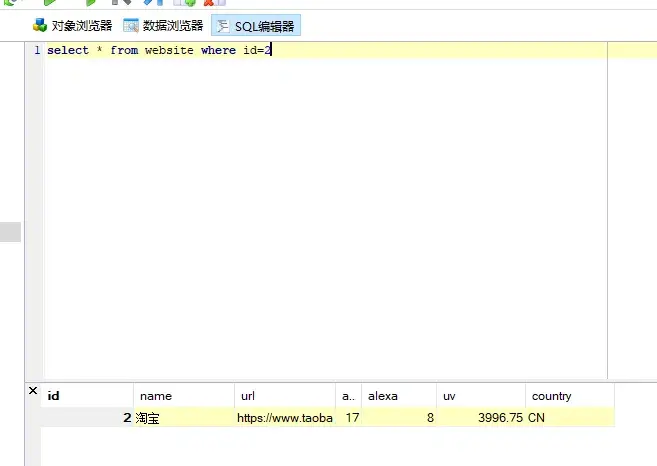 对象浏览器 数据浏览器 SQL编辑器
1 select * from website where id=2
id name url a.. alexa uv country
2 淘宝 https://www.taoba 17 8 3996.75 CN